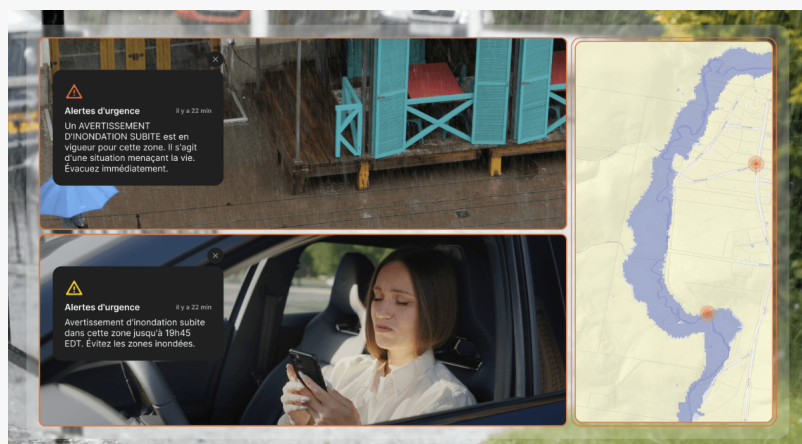 Alertes d'urgence
il y a 22 min
Un AVERTISSEMENT
D'INONDATION SUBITE est en
vigueur pour cette zone. Il s'agit
d'une situation menaçant la vie.
Évacuez immédiatement.
Alertes d'urgence
il y a 22 min
Avertissement d'inondation subite
dans cette zone jusqu'à 19h45
EDT. Évitez les zones inondées.